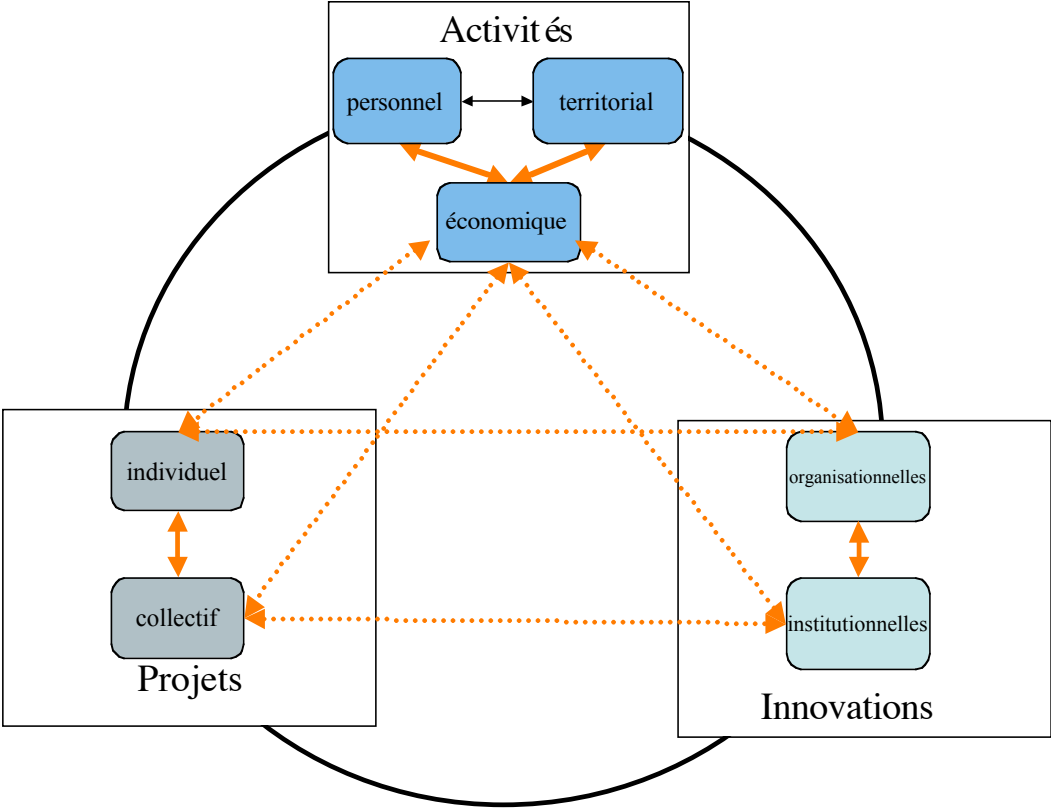 Activités
personnel
territorial
économique
individuel
organisationnelles
collectif
institutionnelles
Projets
Innovations